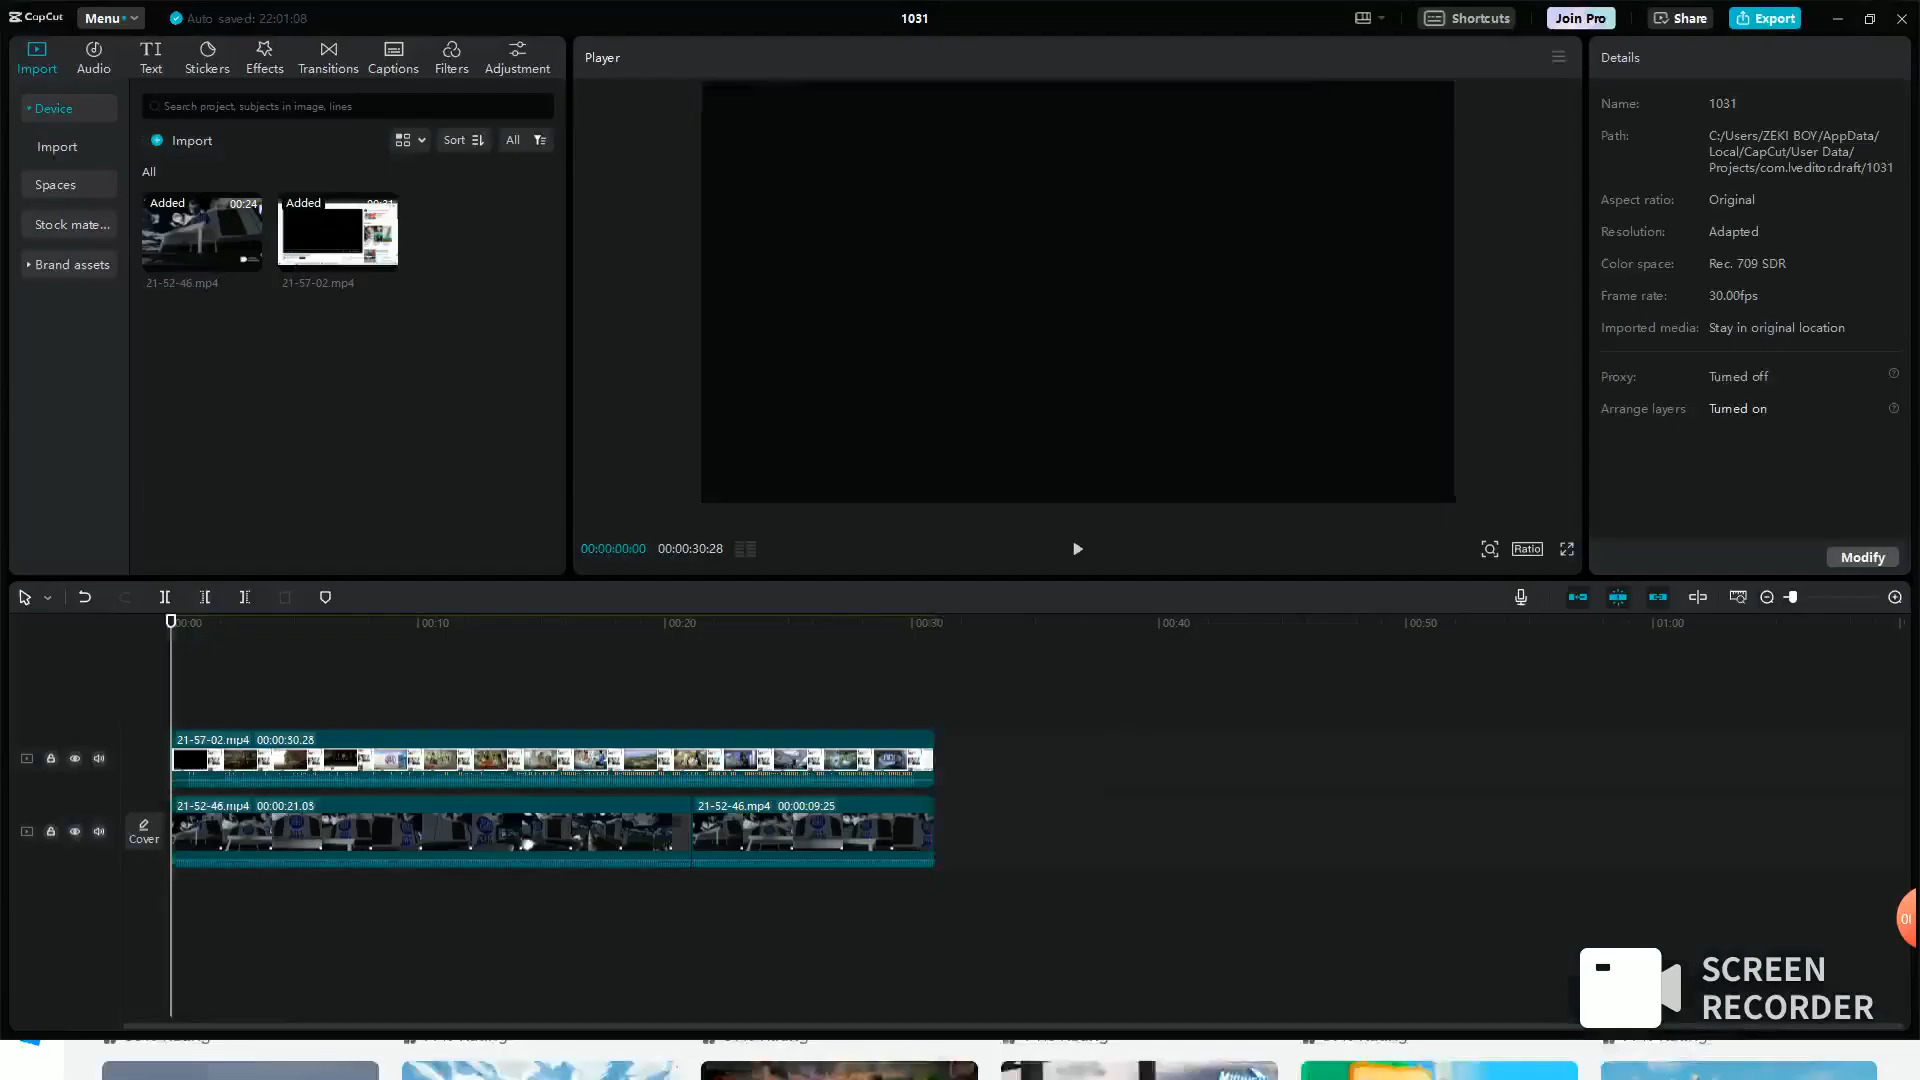 CapCut
Menu
Auto saved: 22:01:08
1031
Shortcuts
Join Pro
Share
Export
Import
Audio
Text
Stickers
Effects
Transitions
Captions
Filters
Adjustment
Device
Import
Spaces
Stock mate...
Brand assets
Search project, subjects in image, lines
Import
Sort
All
All
Added
00:24
Added
00:31
21-52-46.mp4
21-57-02.mp4
Player
00:00:00:00
00:00:30:28
Ratio
Details
Name:
1031
Path:
C:/Users/ZEKI BOY/AppData/
Local/CapCut/User Data/
Projects/com.lveditor.draft/1031
Aspect ratio:
Original
Resolution:
Adapted
Color space:
Rec. 709 SDR
Frame rate:
30.00fps
Imported media:
Stay in original location
Proxy:
Turned off
Arrange layers
Turned on
Modify
00:00
00:10
00:20
00:30
00:40
00:50
01:00
21-57-02.mp4 00:00:30:28
21-52-46.mp4 00:00:21:03
21-52-46.mp4 00:00:09:25
Cover
SCREEN
RECORDER